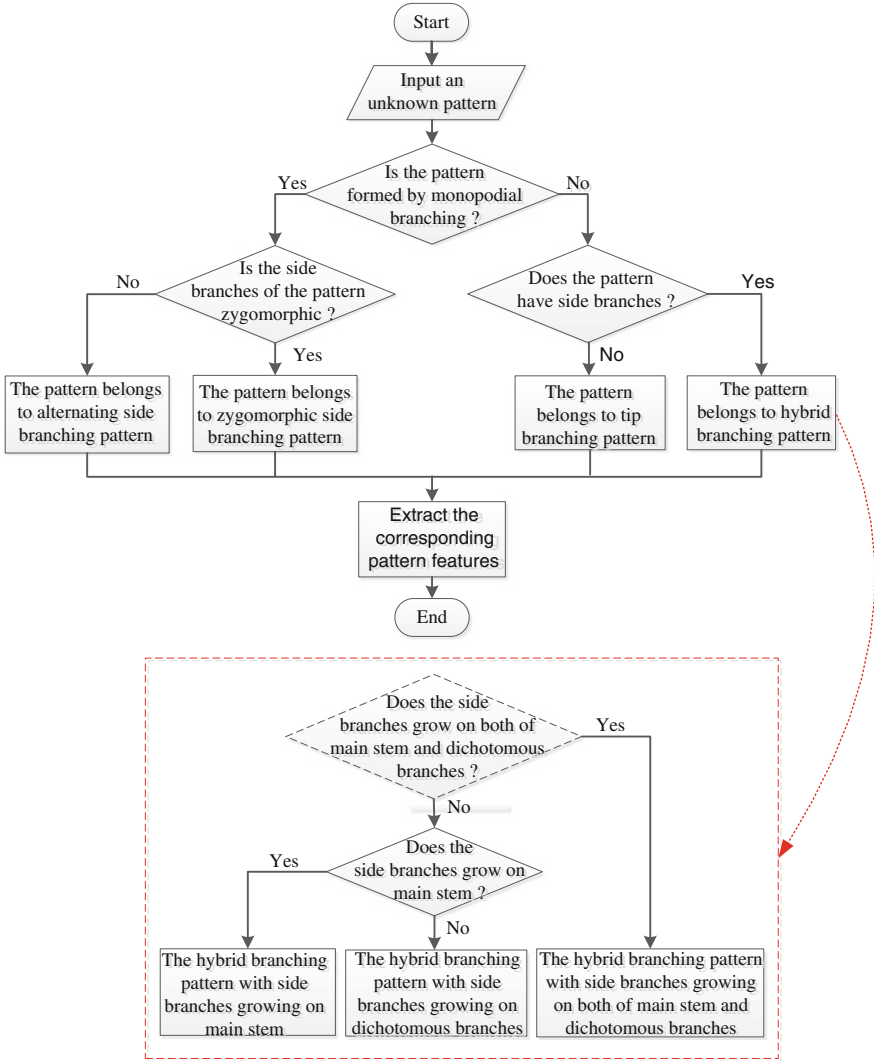 Start
Input an
unknown pattern
Is the pattern
formed by monopodial
branching ?
Yes
No
Is the side
branches of the pattern
zygomorphic ?
Does the pattern
have side branches ?
No
Yes
Yes
No
The pattern belongs
to alternating side
branching pattern
The pattern belongs
to zygomorphic side
branching pattern
The pattern
belongs to tip
branching pattern
The pattern
belongs to hybrid
branching pattern
Extract the
corresponding
pattern features
End
Does the side
branches grow on both of
main stem and dichotomous
branches ?
Yes
No
Does the
side branches grow on
main stem ?
Yes
No
The hybrid branching
pattern with side
branches growing on
main stem
The hybrid branching
pattern with side
branches growing on
dichotomous branches
The hybrid branching pattern
with side branches growing
on both of main stem and
dichotomous branches